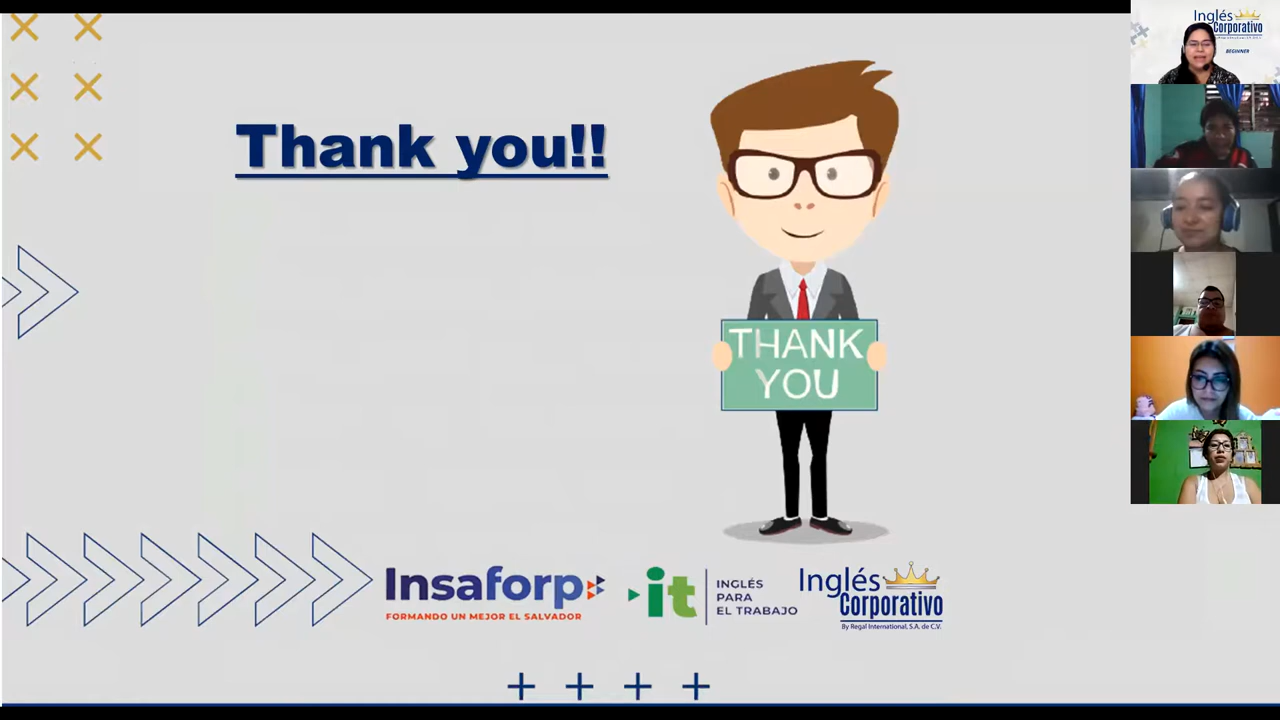 Thank you!!
THANK
YOU
Insaforp
FORMANDO UN MEJOR EL SALVADOR
it
INGLÉS
PARA
EL TRABAJO
Inglés
Corporativo
By Regal International, S.A. de C.V.
Inglés
Corporativo
BEGINNER